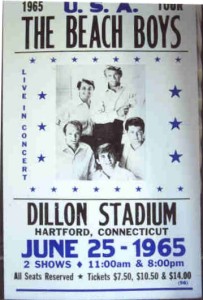 1965 U.S.A. TOUR
THE BEACH BOYS
LIVE IN CONCERT
DILLON STADIUM
HARTFORD, CONNECTICUT
JUNE 25 - 1965
2 SHOWS ♦ 11:00am & 8:00pm
All Seats Reserved ★ Tickets $7.50, $10.50 & $14.00